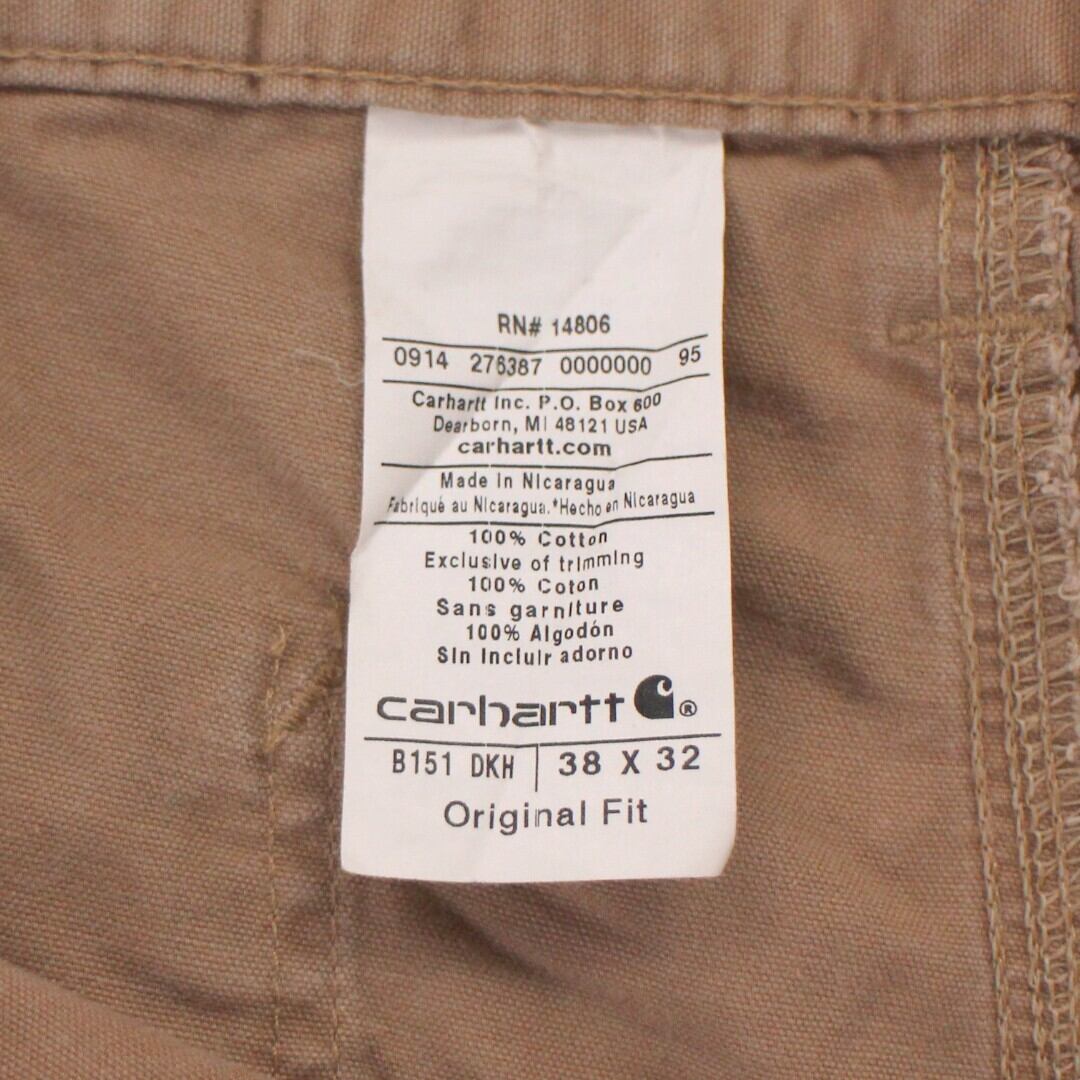 RN# 14806
0914 276387 0000000 95
Carhartt Inc. P.O. Box 600
Dearborn, MI 48121 USA
carhartt.com
Made in Nicaragua
Fabriqué au Nicaragua.*Hecho en Nicaragua
100% Cotton
Exclusive of trimming
100% Coton
Sans garniture
100% Algodón
Sin Incluir adorno
carhartt ®
B151 DKH 38 X 32
Original Fit